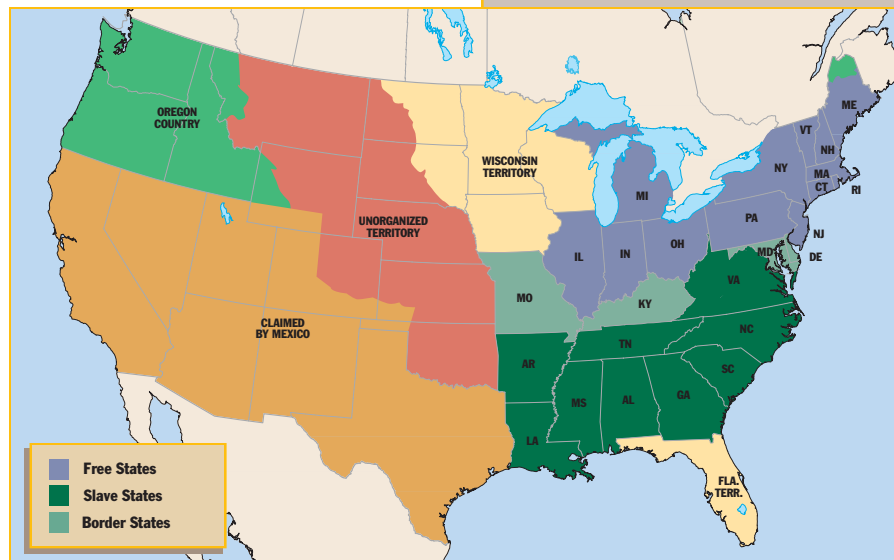 OREGON
COUNTRY
UNORGANIZED
TERRITORY
WISCONSIN
TERRITORY
CLAIMED
BY MEXICO
ME
VT
NH
NY
MA
CT
RI
MI
PA
NJ
IL
IN
OH
MD
DE
VA
MO
KY
NC
TN
SC
AR
MS
AL
GA
LA
FLA.
TERR.
Free States
Slave States
Border States